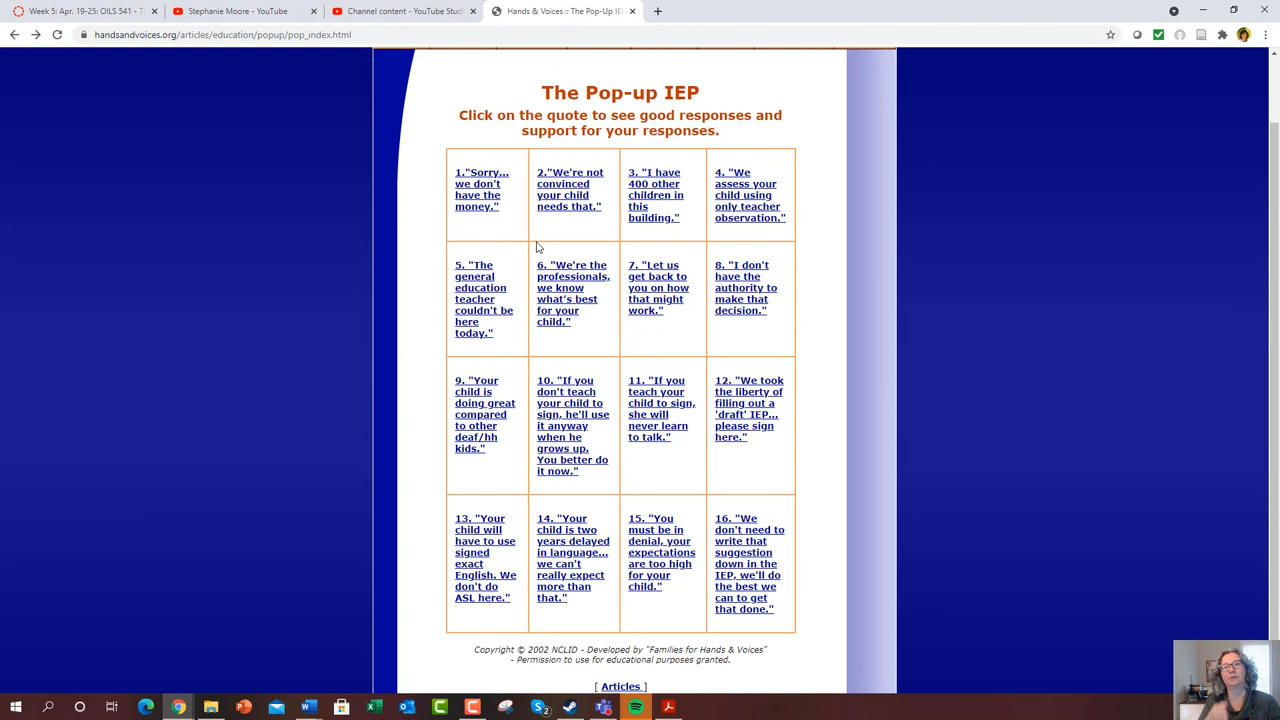 Week 5: Apr. 19-25: OILS 541 - Th
Stephanie Moore - YouTube
Channel content - YouTube Stud
Hands & Voices :: The Pop-Up IE
handsandvoices.org/articles/education/popup/pop_index.html
The Pop-up IEP
Click on the quote to see good responses and
support for your responses.
1."Sorry...
we don't
have the
money."
2."We're not
convinced
your child
needs that."
3. "I have
400 other
children in
this
building."
4. "We
assess your
child using
only teacher
observation."
5. "The
general
education
teacher
couldn't be
here
today."
6. "We're the
professionals,
we know
what's best
for your
child."
7. "Let us
get back to
you on how
that might
work."
8. "I don't
have the
authority to
make that
decision."
9. "Your
child is
doing great
compared
to other
deaf/hh
kids."
10. "If you
don't teach
your child to
sign, he'll use
it anyway
when he
grows up.
You better do
it now."
11. "If you
teach your
child to sign,
she will
never learn
to talk."
12. "We took
the liberty of
filling out a
'draft' IEP...
please sign
here."
13. "Your
child will
have to use
signed
exact
English. We
don't do
ASL here."
14. "Your
child is two
years delayed
in language...
we can't
really expect
more than
that."
15. "You
must be in
denial, your
expectations
are too high
for your
child."
16. "We
don't need to
write that
suggestion
down in the
IEP, we'll do
the best we
can to get
that done."
Copyright © 2002 NCLID - Developed by "Families for Hands & Voices"
- Permission to use for educational purposes granted.
[ Articles ]